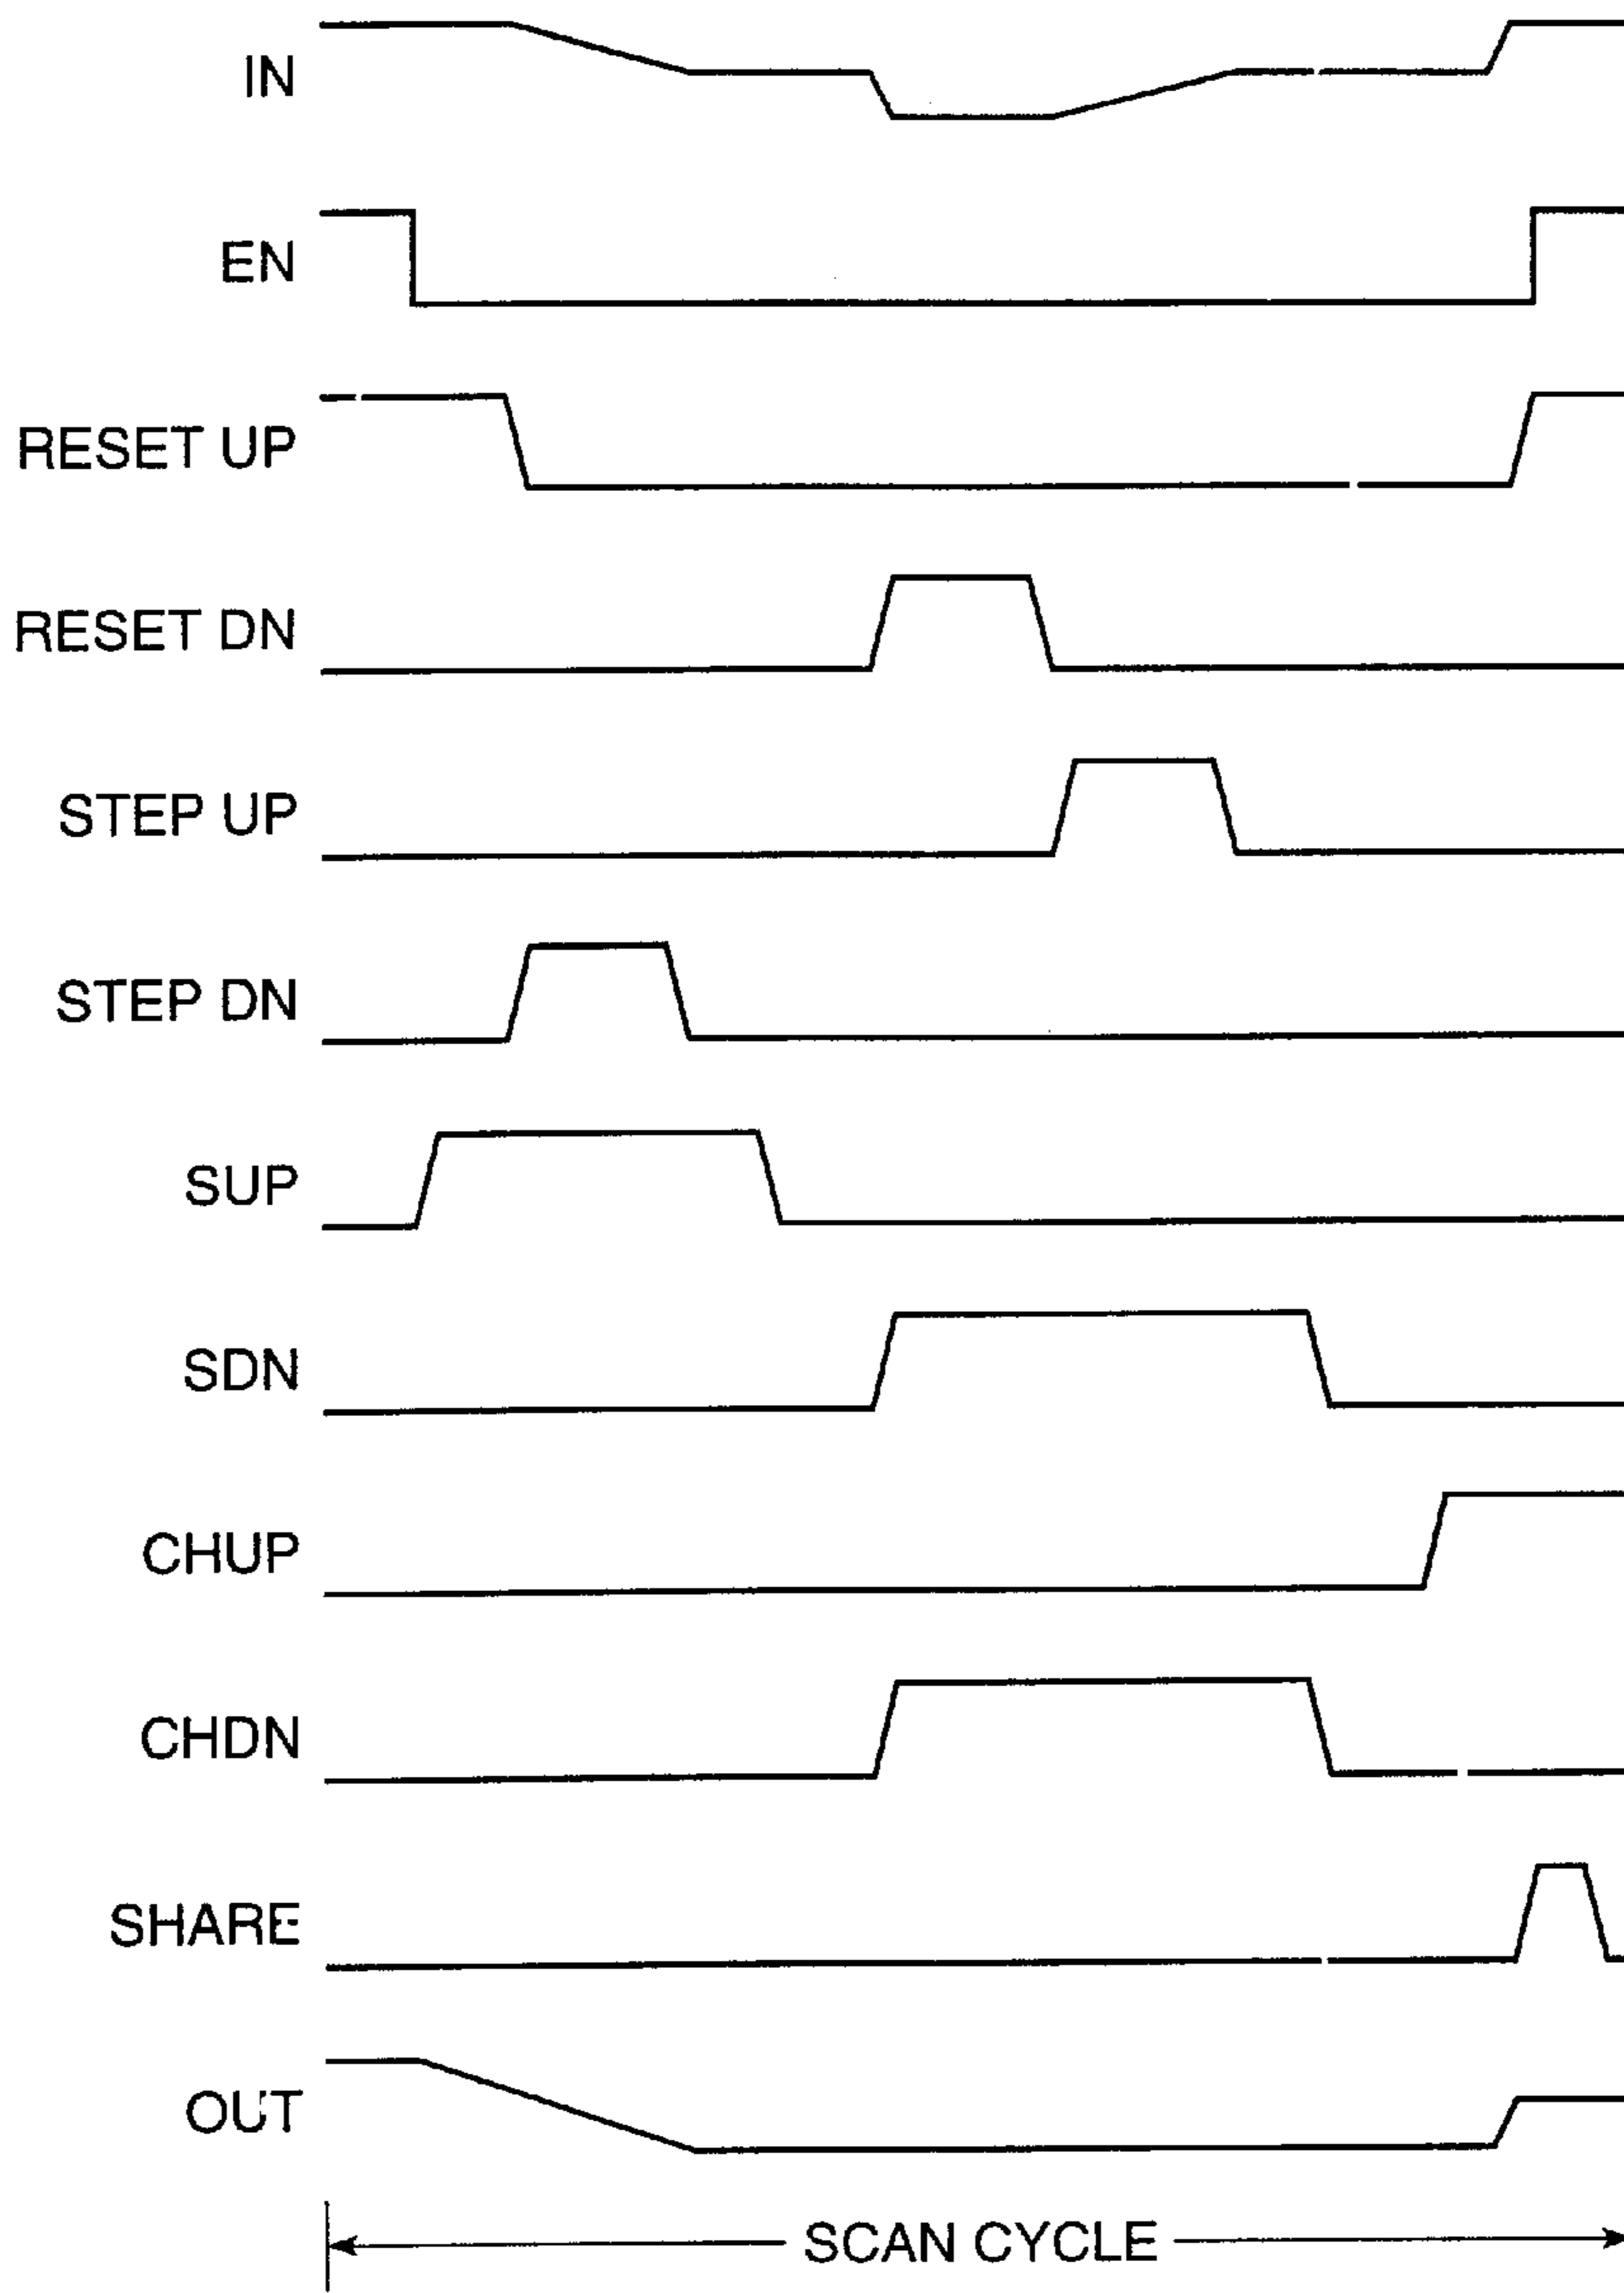 IN
EN
RESET UP
RESET DN
STEP UP
STEP DN
SUP
SDN
CHUP
CHDN
SHARE
OUT
SCAN CYCLE